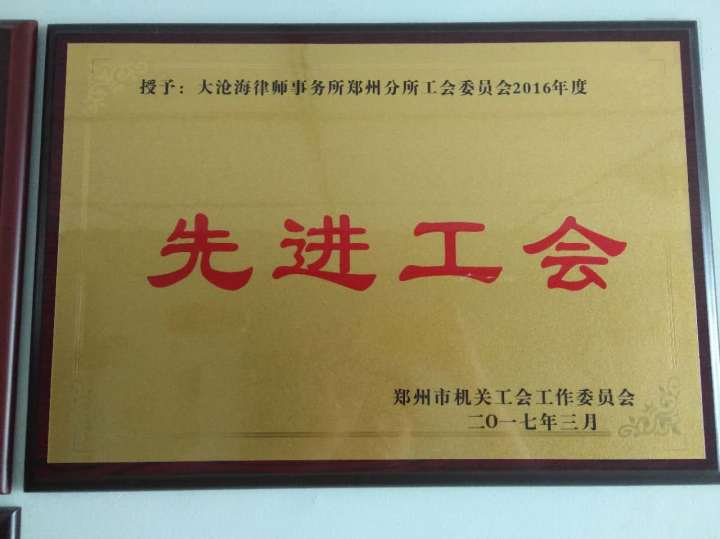 授予：大沧海律师事务所郑州分所工会委员会2016年度
先进工会
郑州市机关工会工作委员会
二O一七年三月